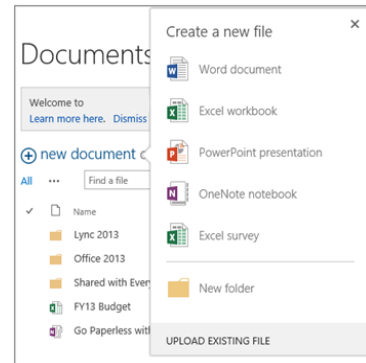 Documents
Welcome to
Learn more here. Dismiss
new document
All ... Find a file
Name
Lync 2013
Office 2013
Shared with
FY13 Budget
Go Paperless
Create a new file
Word document
Excel workbook
PowerPoint presentation
OneNote notebook
Excel survey
New folder
UPLOAD EXISTING FILE